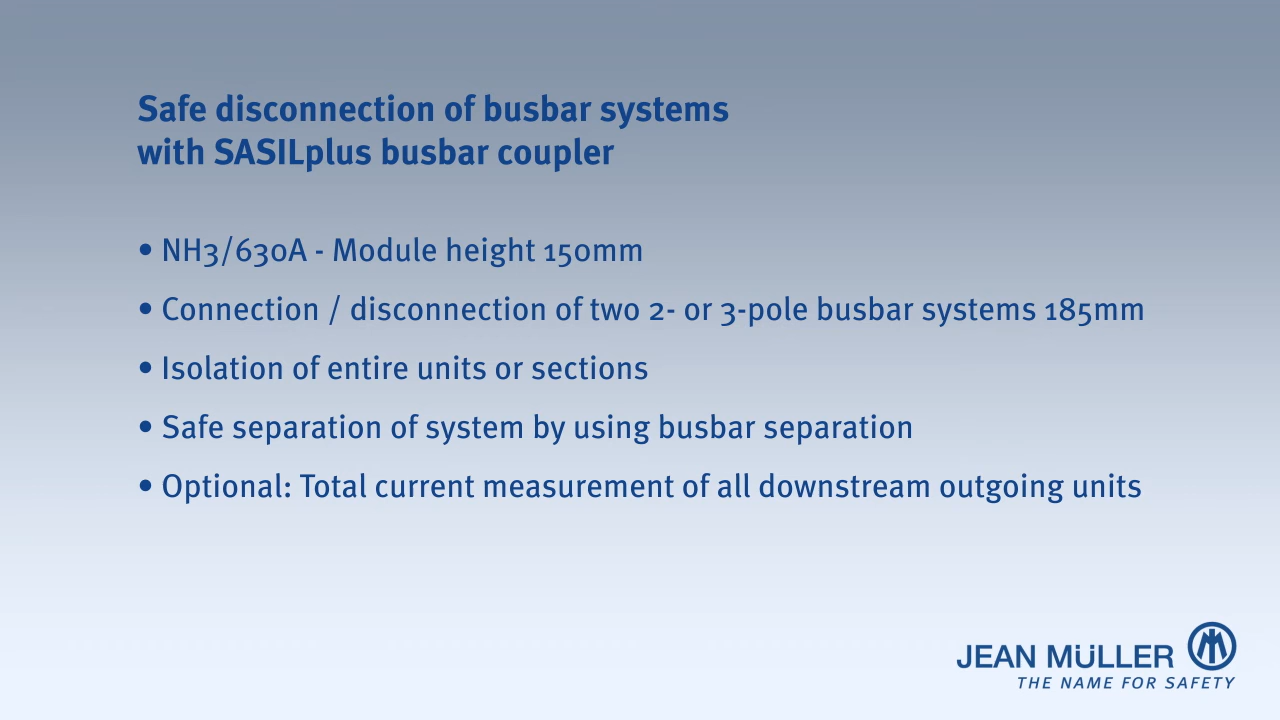 Safe disconnection of busbar systems
with SASILplus busbar coupler
• NH3/630A - Module height 150mm
• Connection / disconnection of two 2- or 3-pole busbar systems 185mm
• Isolation of entire units or sections
• Safe separation of system by using busbar separation
• Optional: Total current measurement of all downstream outgoing units
JEAN MÜLLER
THE NAME FOR SAFETY